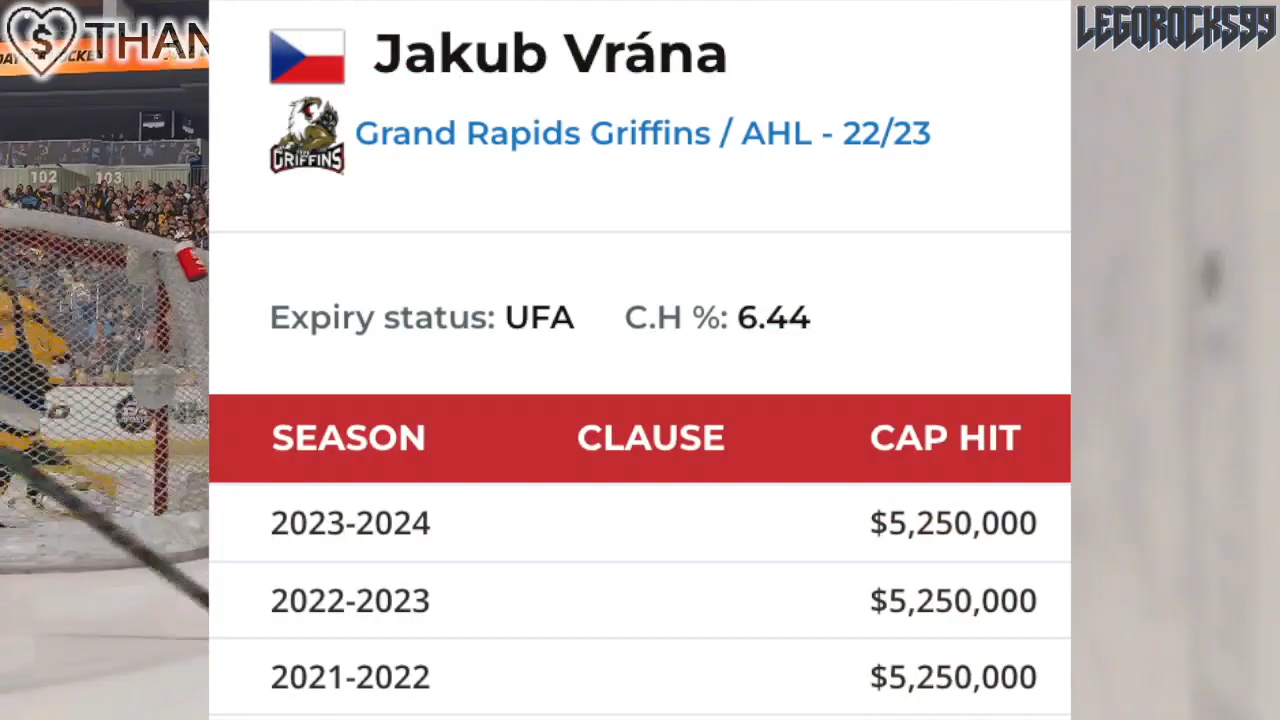 THAN
LEGOROCKS99
Jakub Vrána
Grand Rapids Griffins / AHL - 22/23
GRIFFINS
102 103
Expiry status: UFA C.H %: 6.44
SEASON CLAUSE CAP HIT
2023-2024 $5,250,000
2022-2023 $5,250,000
2021-2022 $5,250,000